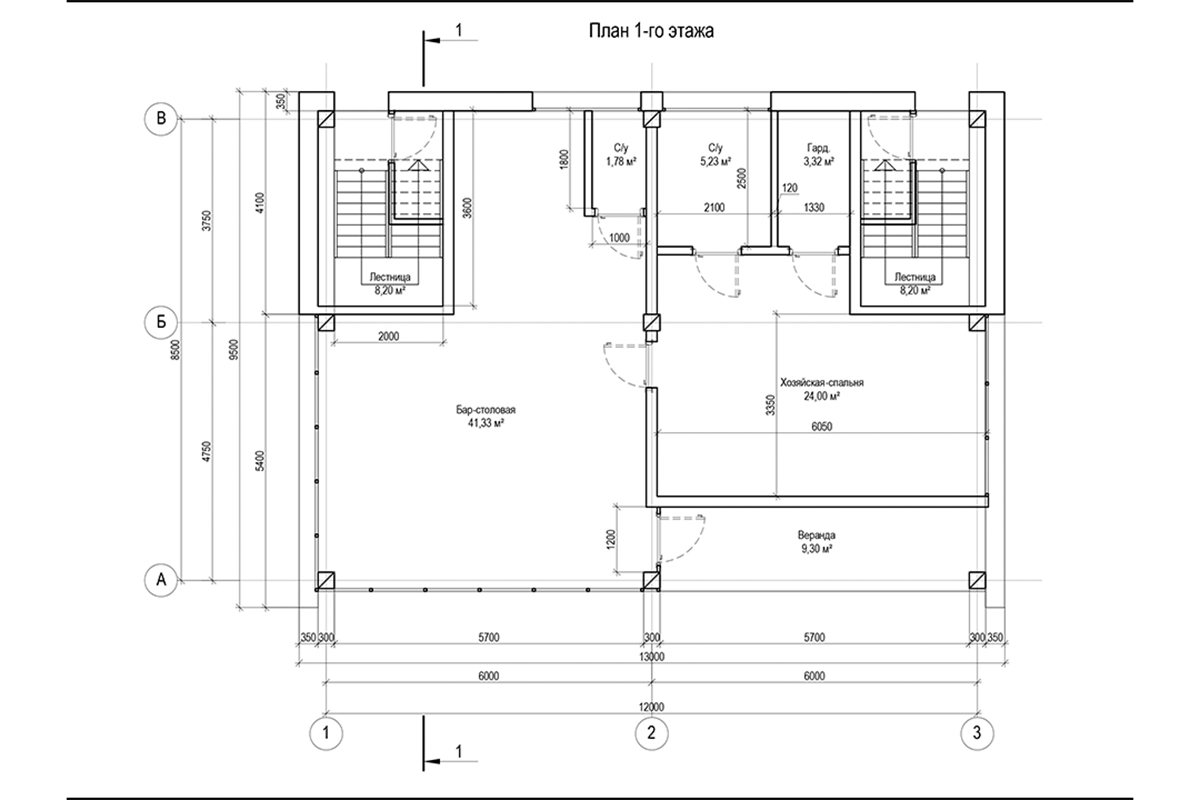 План 1-го этажа
1
В
350
С/у
1,78 м²
С/у
5,23 м²
Гард.
3,32 м²
1800
2500
120
4100
3750
3600
2100
1330
1000
Лестница
8,20 м²
Лестница
8,20 м²
Б
2000
8500
9500
Хозяйская-спальня
24,00 м²
3350
Бар-столовая
41,33 м²
6050
4750
5400
1200
Веранда
9,30 м²
А
350 300 5700 300 5700 300 350
13000
6000 6000
12000
1 2 3
1